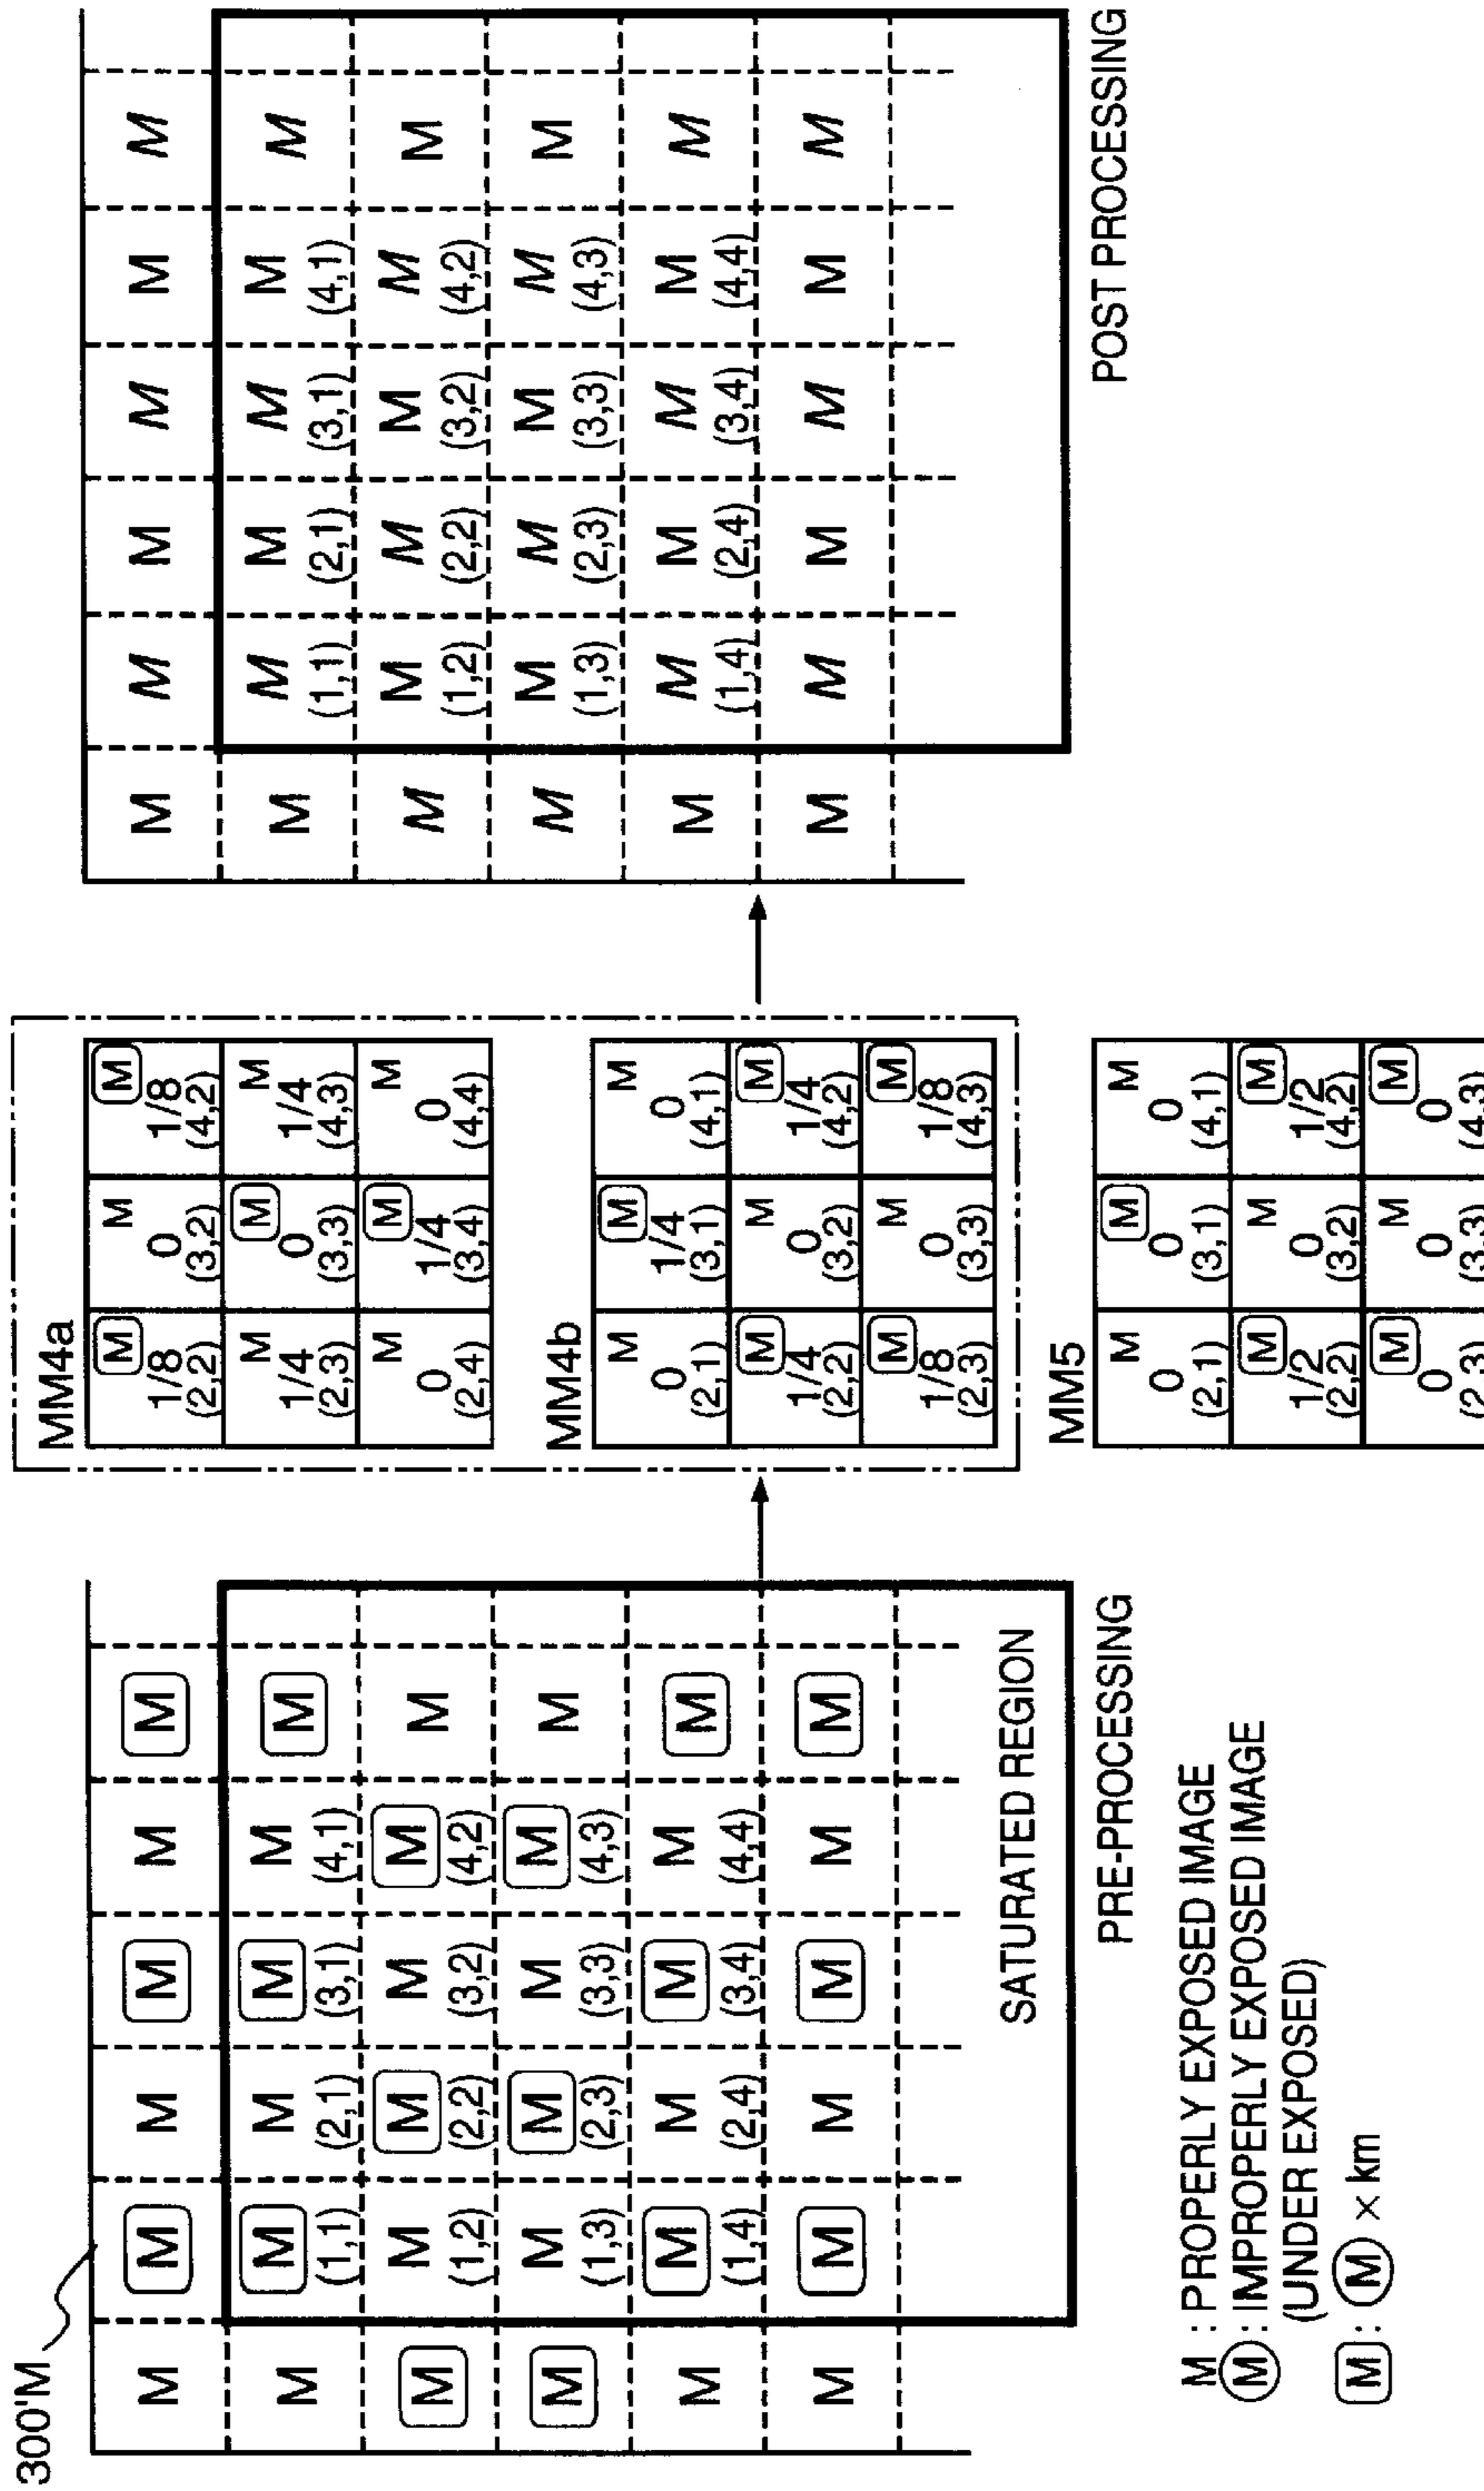 300'M
M M M M M M
M M M M M M
(1,1) (2,1) (3,1) (4,1)
M M M M M M
(1,2) (2,2) (3,2) (4,2)
M M M M M M
(1,3) (2,3) (3,3) (4,3)
M M M M M M
(1,4) (2,4) (3,4) (4,4)
M M M M M M
SATURATED REGION
PRE-PROCESSING
M : PROPERLY EXPOSED IMAGE
M : IMPROPERLY EXPOSED IMAGE
(UNDER EXPOSED)
M : M × km
MM4a
M M M
1/8 0 1/8
(2,2) (3,2) (4,2)
M M M
1/4 0 1/4
(2,3) (3,3) (4,3)
M M M
0 1/4 0
(2,4) (3,4) (4,4)
MM4b
M M M
0 1/4 0
(2,1) (3,1) (4,1)
M M M
1/4 0 1/4
(2,2) (3,2) (4,2)
M M M
1/8 0 1/8
(2,3) (3,3) (4,3)
MM5
M M M
0 0 0
(2,1) (3,1) (4,1)
M M M
1/2 0 1/2
(2,2) (3,2) (4,2)
M M M
0 0 0
(2,3) (3,3) (4,3)
M M M M M M
M M M M M M
(1,1) (2,1) (3,1) (4,1)
M M M M M M
(1,2) (2,2) (3,2) (4,2)
M M M M M M
(1,3) (2,3) (3,3) (4,3)
M M M M M M
(1,4) (2,4) (3,4) (4,4)
M M M M M M
POST PROCESSING